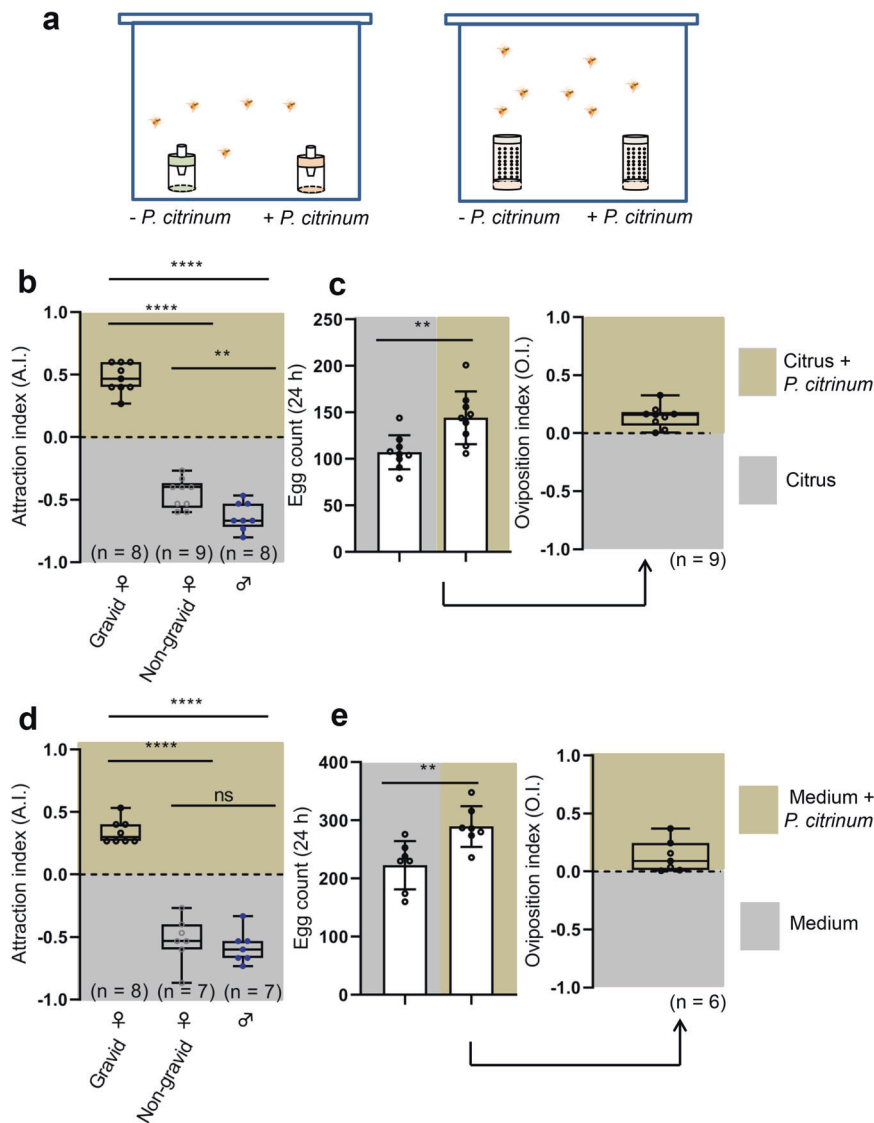 a
- P. citrinum
+ P. citrinum
- P. citrinum
+ P. citrinum
b
****
****
**
Attraction index (A.I.)
1.0
0.5
0.0
-0.5
-1.0
(n = 8)
(n = 9)
(n = 8)
Gravid ♀
Non-gravid ♀
♂
c
**
Egg count (24 h)
250
200
150
100
50
0
Oviposition index (O.I.)
1.0
0.5
0.0
-0.5
-1.0
(n = 9)
Citrus +
P. citrinum
Citrus
d
****
****
ns
Attraction index (A.I.)
1.0
0.5
0.0
-0.5
-1.0
(n = 8)
(n = 7)
(n = 7)
Gravid ♀
Non-gravid ♀
♂
e
**
Egg count (24 h)
400
300
200
100
0
Oviposition index (O.I.)
1.0
0.5
0.0
-0.5
-1.0
(n = 6)
Medium +
P. citrinum
Medium